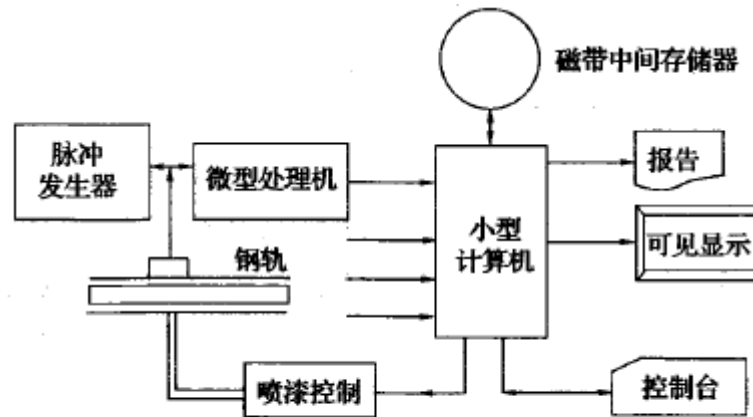 磁带中间存储器
脉冲
发生器
微型处理机
报告
小型
计算机
可见显示
钢轨
喷漆控制
控制台